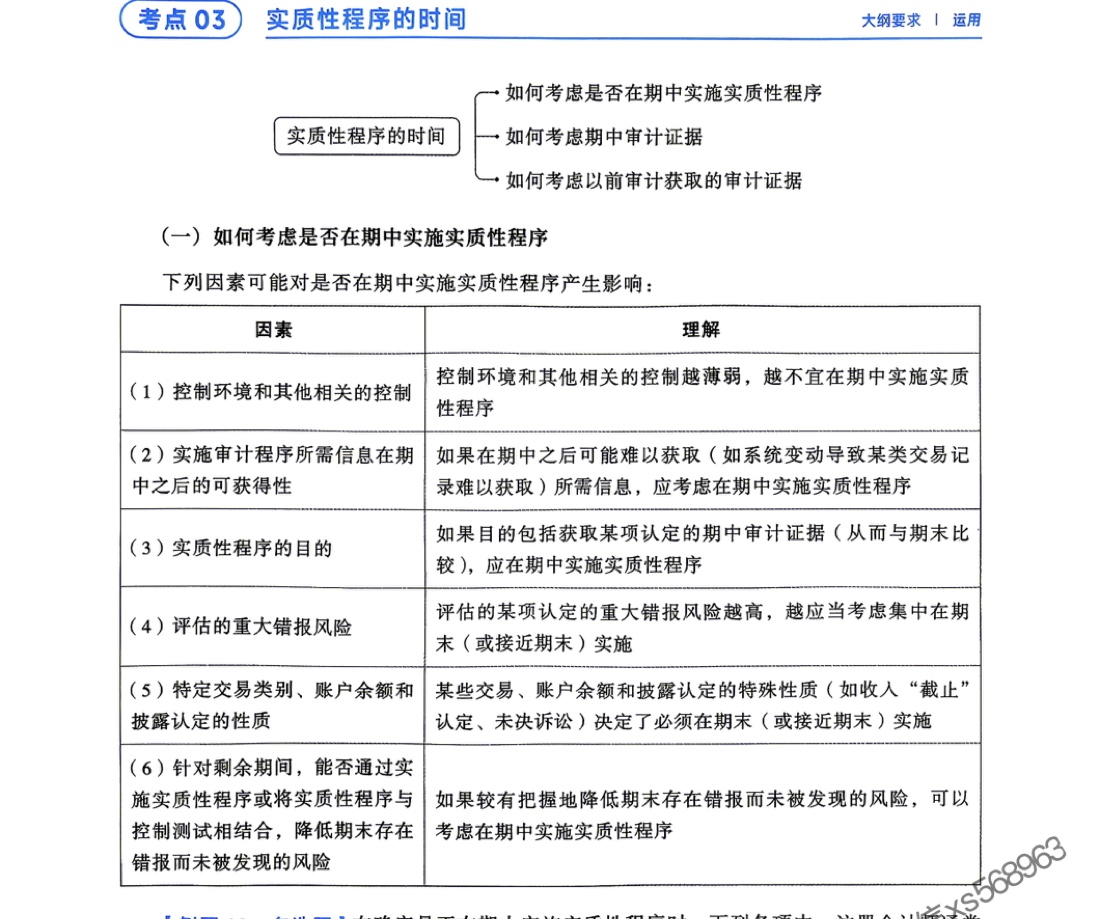 考点 03 实质性程序的时间 大纲要求 | 运用
如何考虑是否在期中实施实质性程序
实质性程序的时间 如何考虑期中审计证据
如何考虑以前审计获取的审计证据
（一）如何考虑是否在期中实施实质性程序
下列因素可能对是否在期中实施实质性程序产生影响：
因素 理解
（1）控制环境和其他相关的控制
控制环境和其他相关的控制越薄弱，越不宜在期中实施实质
性程序
（2）实施审计程序所需信息在期
中之后的可获得性
如果在期中之后可能难以获取（如系统变动导致某类交易记
录难以获取）所需信息，应考虑在期中实施实质性程序
（3）实质性程序的目的
如果目的包括获取某项认定的期中审计证据（从而与期末比
较），应在期中实施实质性程序
（4）评估的重大错报风险
评估的某项认定的重大错报风险越高，越应当考虑集中在期
末（或接近期末）实施
（5）特定交易类别、账户余额和
披露认定的性质
某些交易、账户余额和披露认定的特殊性质（如收入“截止”
认定、未决诉讼）决定了必须在期末（或接近期末）实施
（6）针对剩余期间，能否通过实
施实质性程序或将实质性程序与
控制测试相结合，降低期末存在
错报而未被发现的风险
如果较有把握地降低期末存在错报而未被发现的风险，可以
考虑在期中实施实质性程序
xs568963